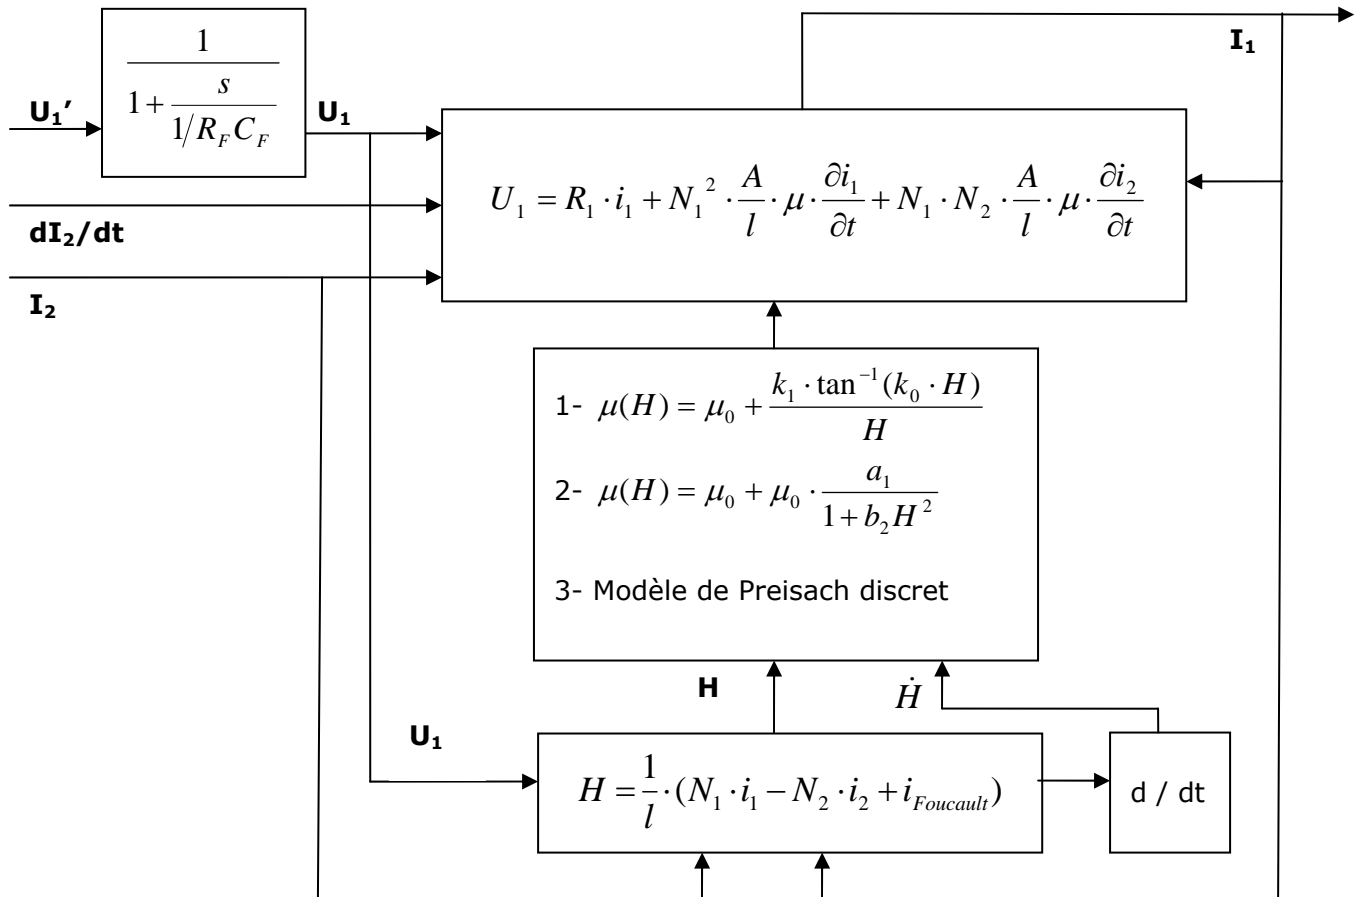 I₁
1 / (1 + s / (1/R_F C_F))
U₁'
U₁
U₁ = R₁ · i₁ + N₁² · A/l · μ · ∂i₁/∂t + N₁ · N₂ · A/l · μ · ∂i₂/∂t
dI₂/dt
I₂
1- μ(H) = μ₀ + k₁ · tan⁻¹(k₀ · H) / H
2- μ(H) = μ₀ + μ₀ · a₁ / (1 + b₂H²)
3- Modèle de Preisach discret
H
Ḣ
U₁
H = 1/l · (N₁ · i₁ − N₂ · i₂ + i_Foucault)
d / dt